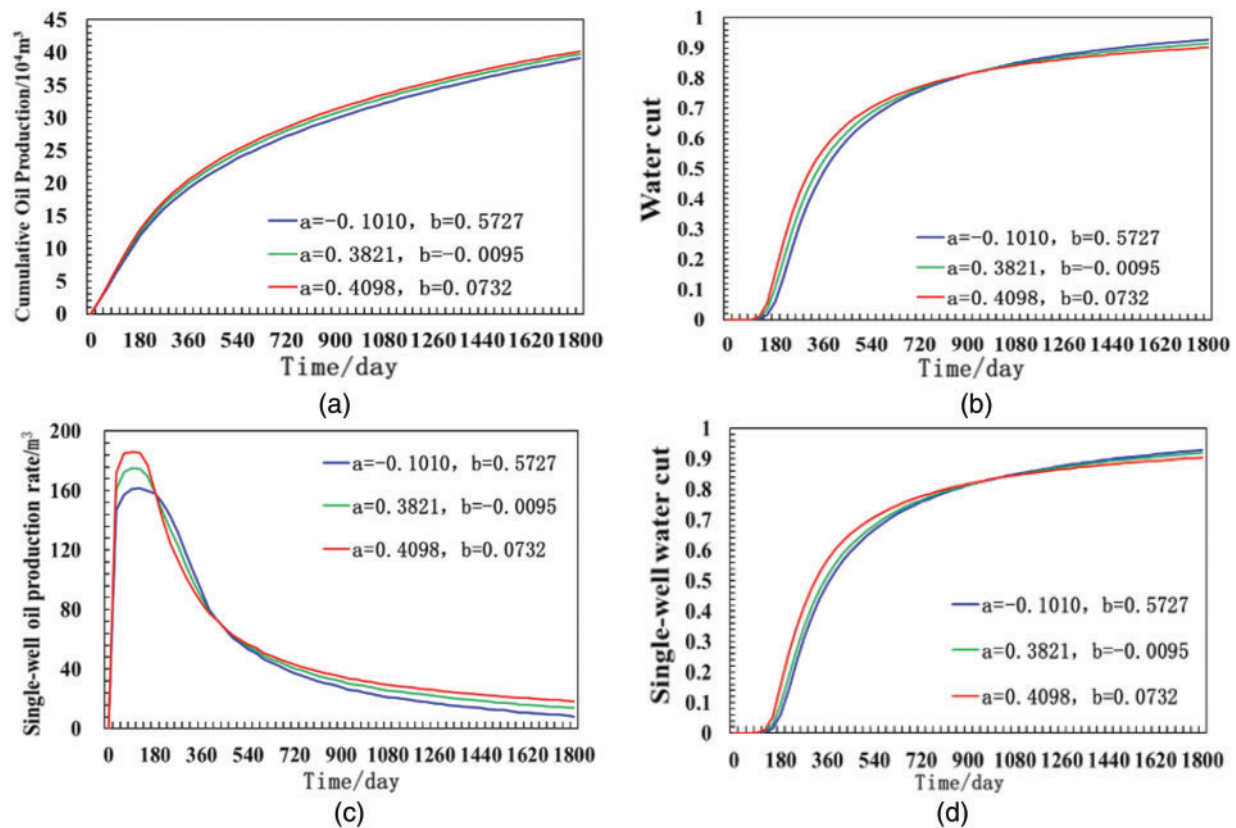 Cumulative Oil Production/10⁴m³
45
40
35
30
25
20
15
10
5
0
a=-0.1010, b=0.5727
a=0.3821, b=-0.0095
a=0.4098, b=0.0732
0 180 360 540 720 900 1080 1260 1440 1620 1800
Time/day
(a)
Water cut
1
0.9
0.8
0.7
0.6
0.5
0.4
0.3
0.2
0.1
0
a=-0.1010, b=0.5727
a=0.3821, b=-0.0095
a=0.4098, b=0.0732
0 180 360 540 720 900 1080 1260 1440 1620 1800
Time/day
(b)
Single-well oil production rate/m³
200
160
120
80
40
0
a=-0.1010, b=0.5727
a=0.3821, b=-0.0095
a=0.4098, b=0.0732
0 180 360 540 720 900 1080 1260 1440 1620 1800
Time/day
(c)
Single-well water cut
1
0.9
0.8
0.7
0.6
0.5
0.4
0.3
0.2
0.1
0
a=-0.1010, b=0.5727
a=0.3821, b=-0.0095
a=0.4098, b=0.0732
0 180 360 540 720 900 1080 1260 1440 1620 1800
Time/day
(d)